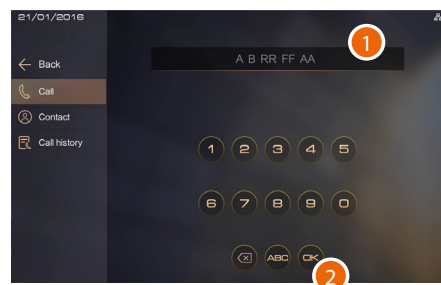 21/01/2016
1
A B RR FF AA
Back
Call
Contact
Call history
1 2 3 4 5
6 7 8 9 0
ABC OK
2